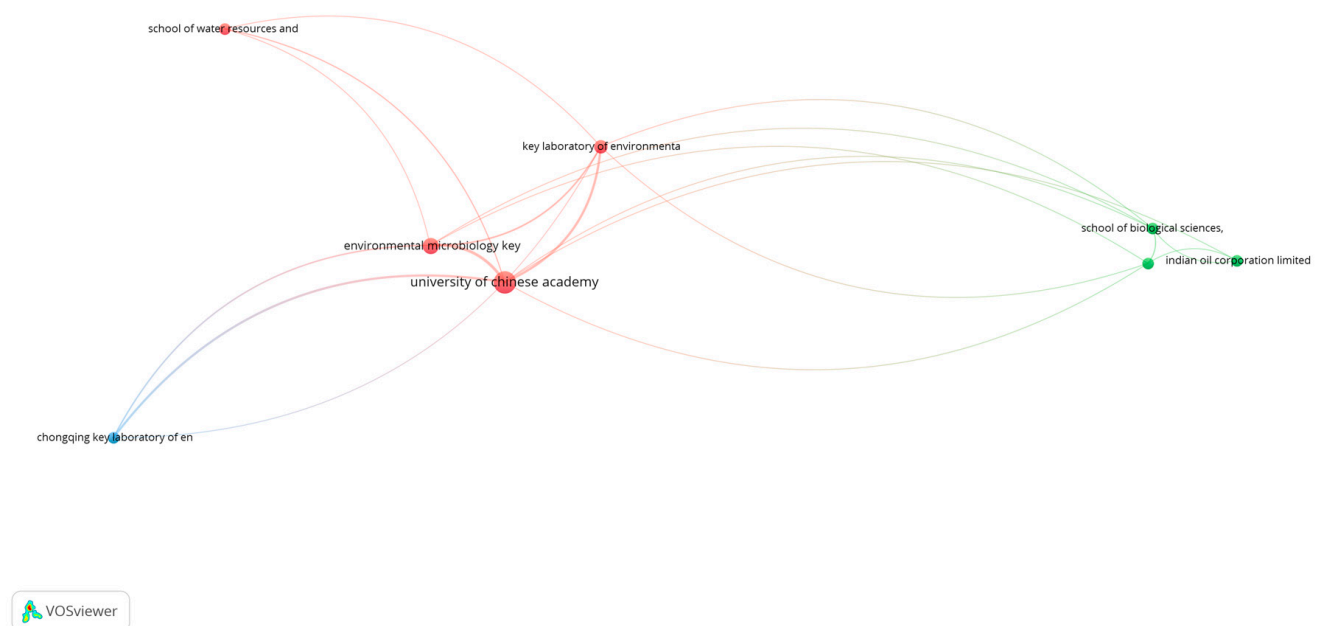 school of water resources and
key laboratory of environmenta
school of biological sciences,
environmental microbiology key
indian oil corporation limited
university of chinese academy
chongqing key laboratory of en
VOSviewer